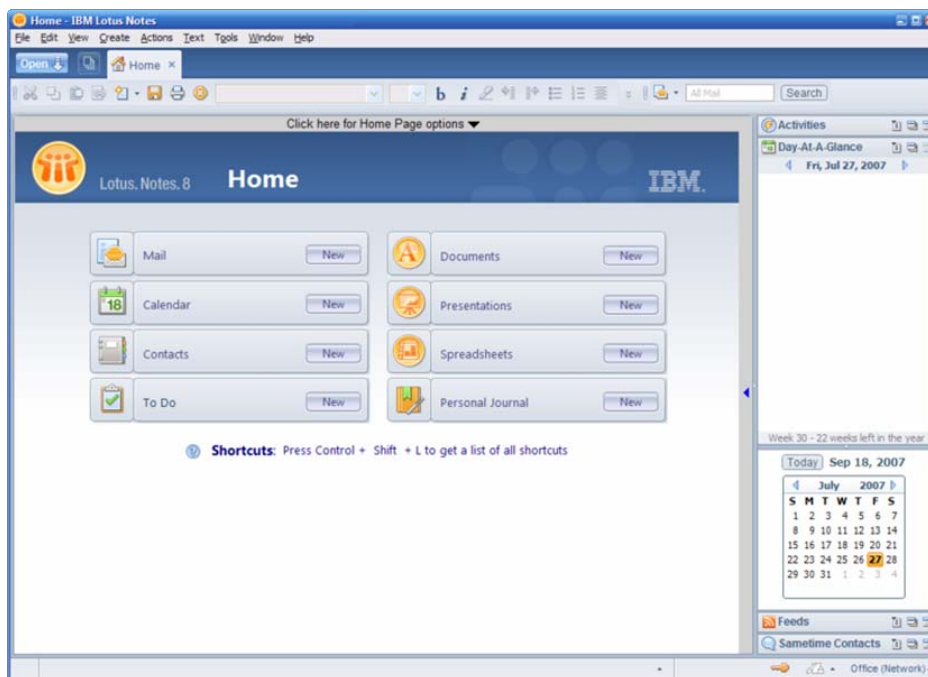 Home - IBM Lotus Notes
File Edit View Create Actions Text Tools Window Help
Open
Home ×
b i
All Mail
Search
Click here for Home Page options
Lotus. Notes. 8 Home IBM.
Mail New
Documents New
Calendar New
Presentations New
Contacts New
Spreadsheets New
To Do New
Personal Journal New
Shortcuts: Press Control + Shift + L to get a list of all shortcuts
Activities
Day-At-A-Glance
Fri, Jul 27, 2007
Week 30 - 22 weeks left in the year
Today Sep 18, 2007
July 2007
S M T W T F S
1 2 3 4 5 6 7
8 9 10 11 12 13 14
15 16 17 18 19 20 21
22 23 24 25 26 27 28
29 30 31 1 2 3 4
Feeds
Sametime Contacts
Office (Network)